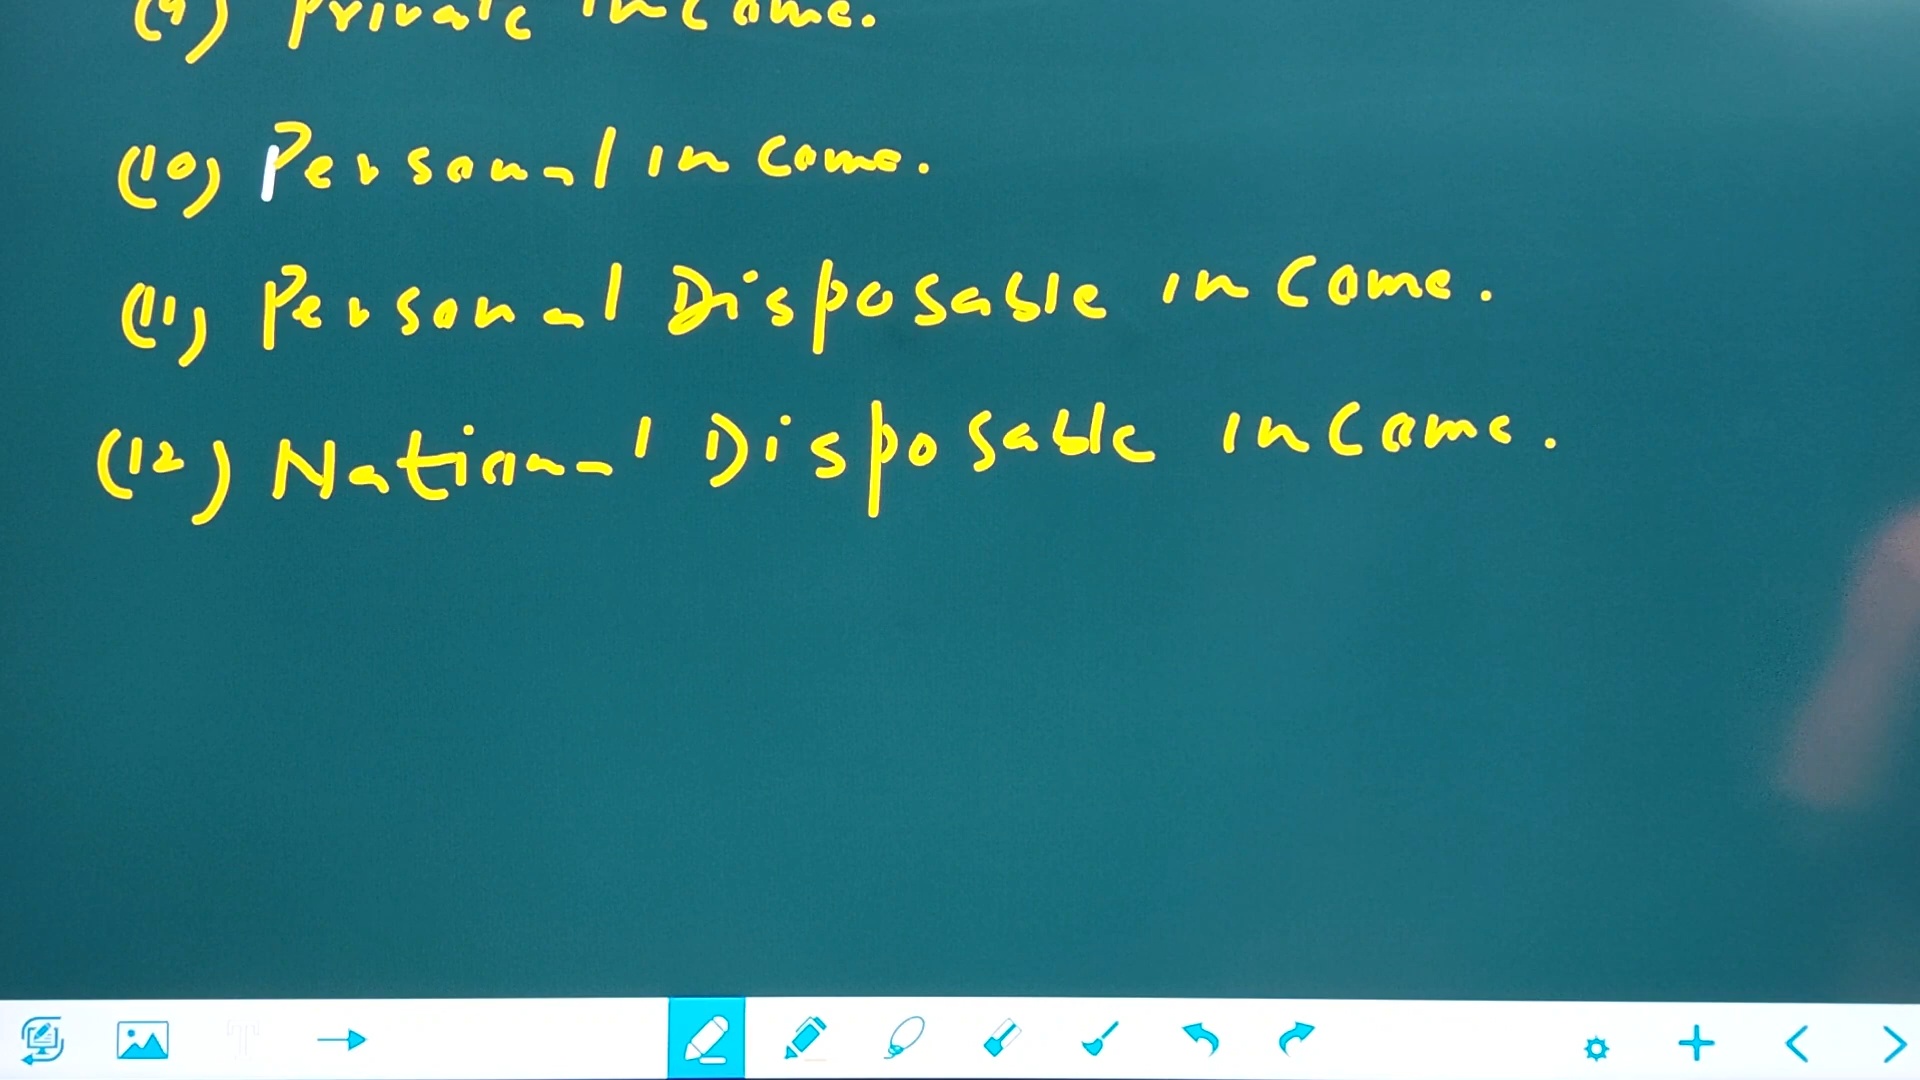 (9) Private income.
(10) Personal income.
(11) Personal Disposable income.
(12) National Disposable income.